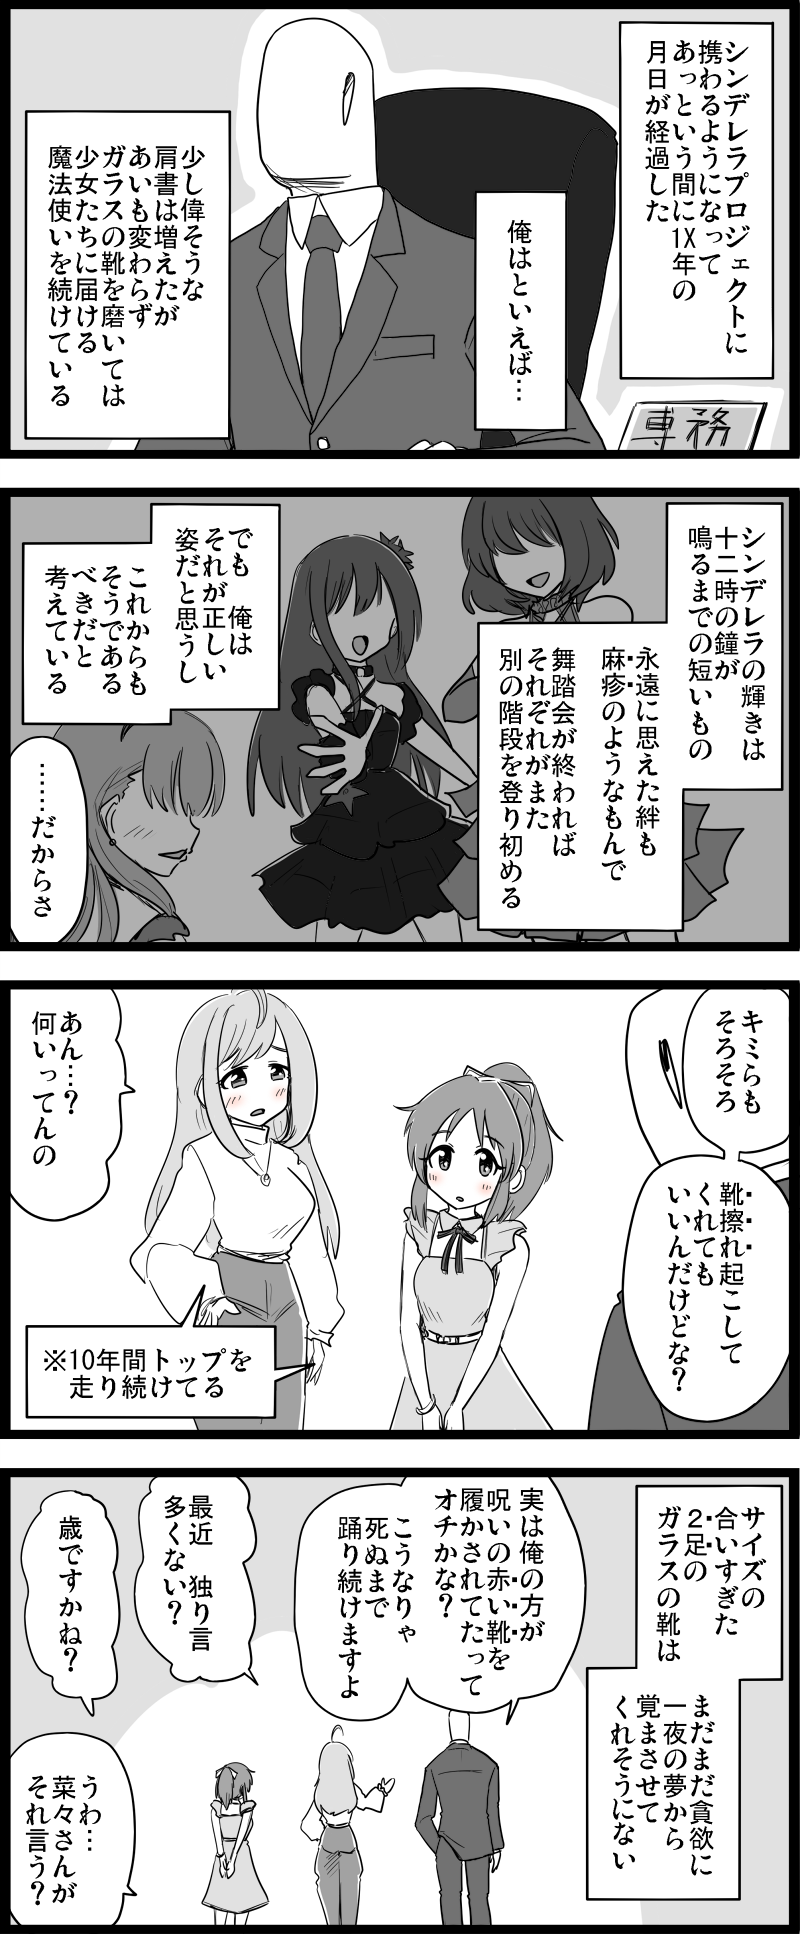 シンデレラプロジェクトに
携わるようになって
あっという間に1X年の
月日が経過した
俺はといえば…
少し偉そうな
肩書は増えたが
あいも変わらず
ガラスの靴を磨いては
少女たちに届ける
魔法使いを続けている
専務
シンデレラの輝きは
十二時の鐘が
鳴るまでの短いもの
永遠に思えた絆も
麻疹のようなもんで
舞踏会が終われば
それぞれがまた
別の階段を登り初める
でも 俺は
それが正しい
姿だと思うし
これからも
そうである
べきだと
考えている
……だからさ
キミらも
そろそろ
靴擦れ起こして
くれても
いいんだけどな?
あん…?
何いってんの
※10年間トップを
走り続けてる
サイズの
合いすぎた
2足の
ガラスの靴は
まだまだ貪欲に
一夜の夢から
覚まさせて
くれそうにない
実は俺の方が
呪いの赤い靴を
履かされてたって
オチかな?
こうなりゃ
死ぬまで
踊り続けますよ
最近 独り言
多くない?
歳ですかね?
うわ…
菜々さんが
それ言う?